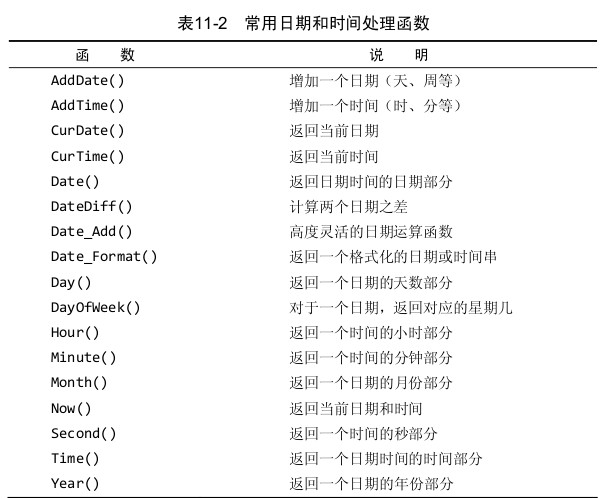 表11-2 常用日期和时间处理函数
函 数 说 明
AddDate() 增加一个日期（天、周等）
AddTime() 增加一个时间（时、分等）
CurDate() 返回当前日期
CurTime() 返回当前时间
Date() 返回日期时间的日期部分
DateDiff() 计算两个日期之差
Date_Add() 高度灵活的日期运算函数
Date_Format() 返回一个格式化的日期或时间串
Day() 返回一个日期的天数部分
DayOfWeek() 对于一个日期，返回对应的星期几
Hour() 返回一个时间的小时部分
Minute() 返回一个时间的分钟部分
Month() 返回一个日期的月份部分
Now() 返回当前日期和时间
Second() 返回一个时间的秒部分
Time() 返回一个日期时间的时间部分
Year() 返回一个日期的年份部分